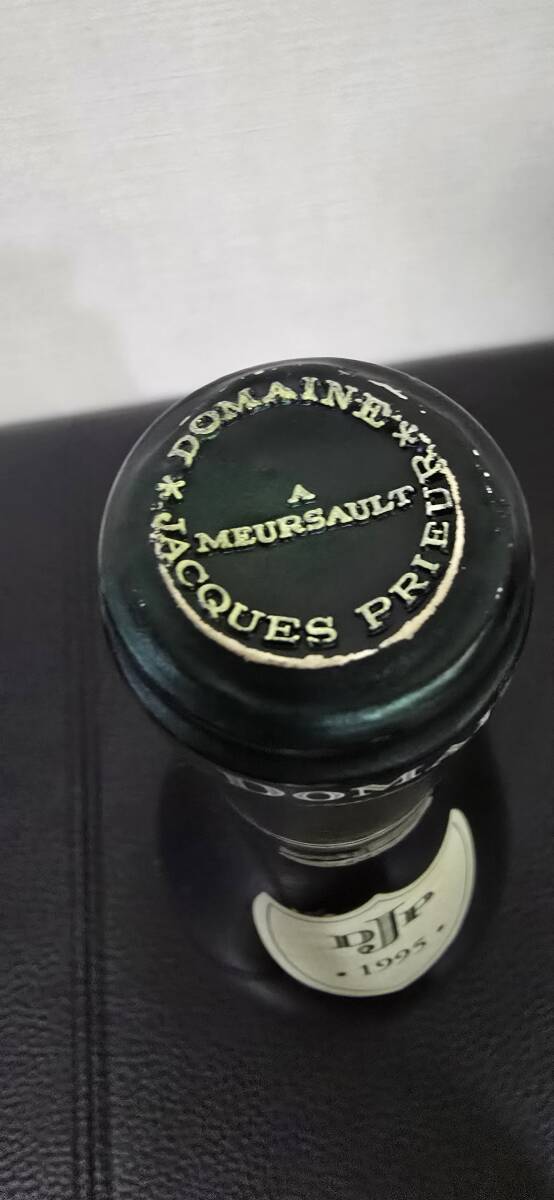 * DOMAINE *
JACQUES PRIEUR
A
MEURSAULT
DJP
• 1995 •